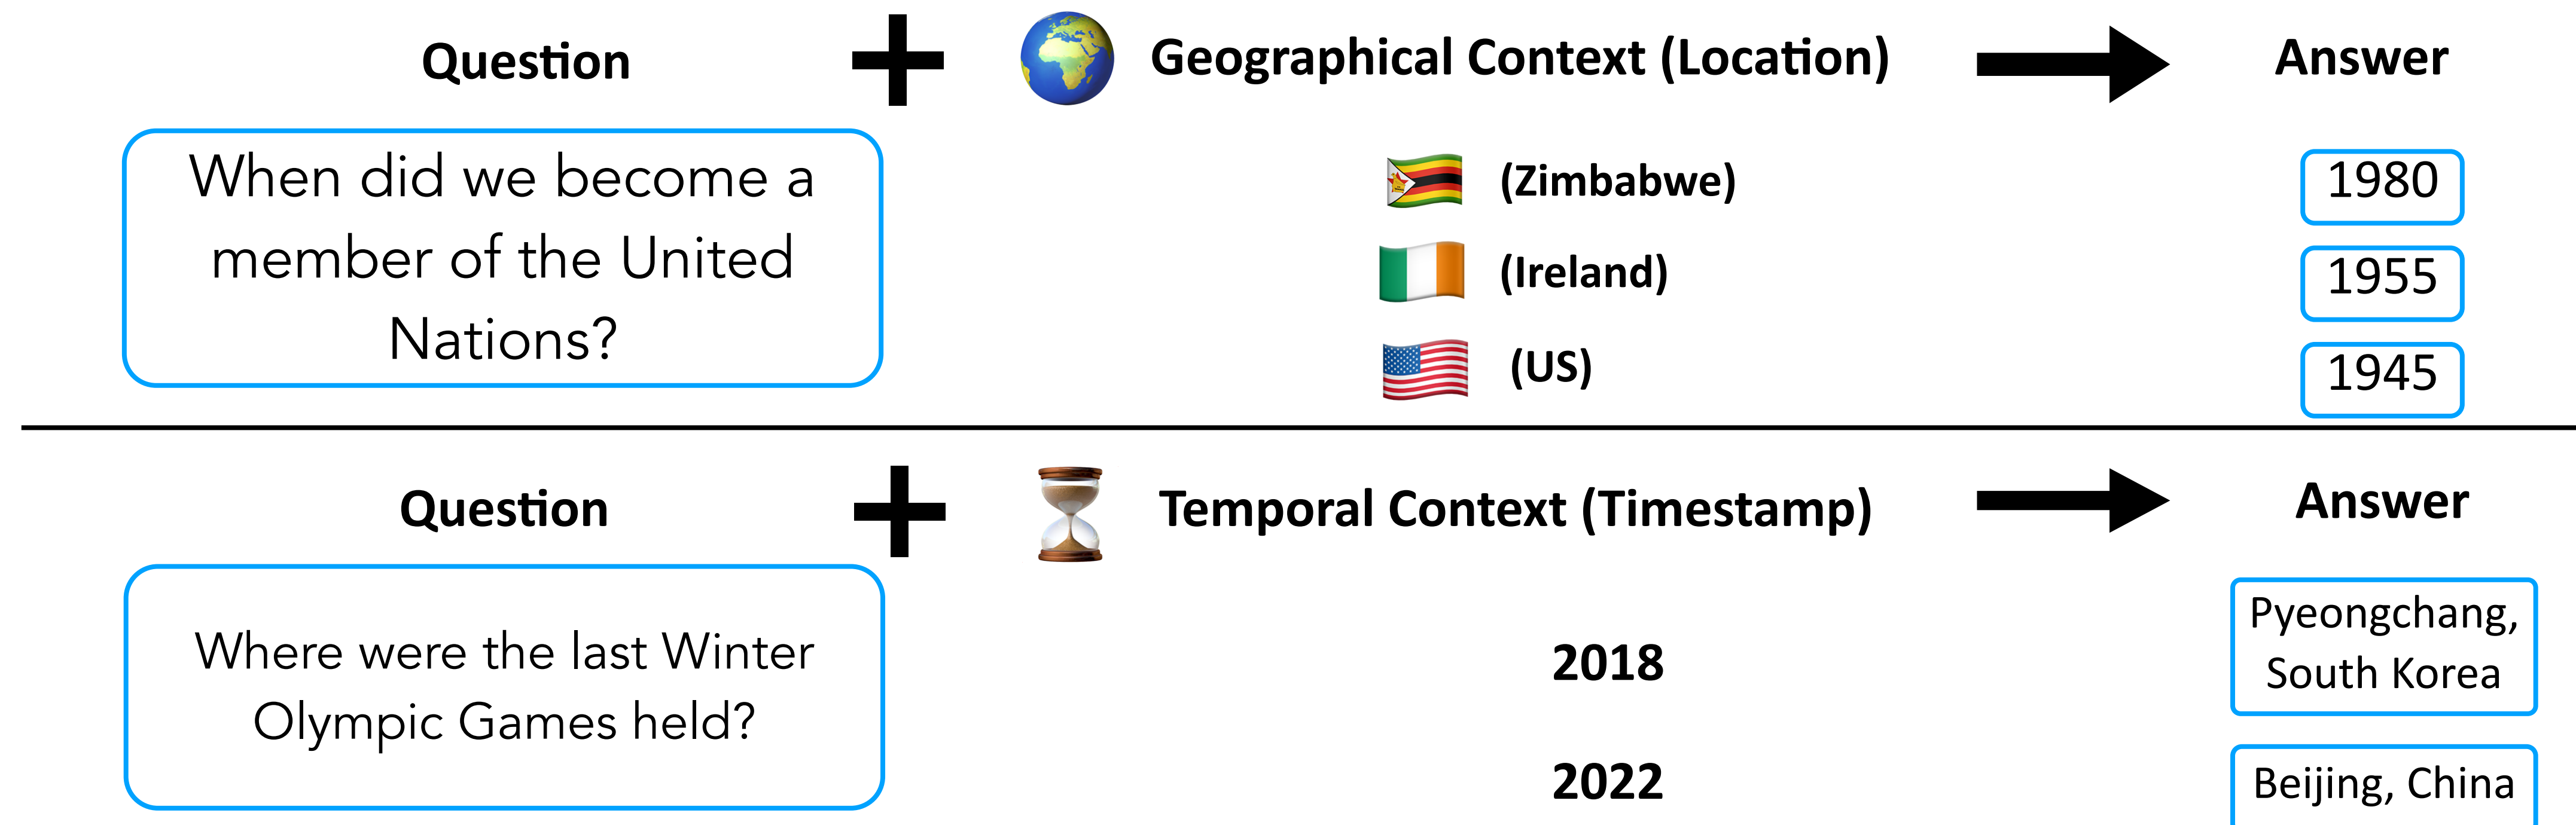 Question
Geographical Context (Location)
Answer
When did we become a
member of the United
Nations?
(Zimbabwe)
1980
(Ireland)
1955
(US)
1945
Question
Temporal Context (Timestamp)
Answer
Where were the last Winter
Olympic Games held?
2018
Pyeongchang,
South Korea
2022
Beijing, China